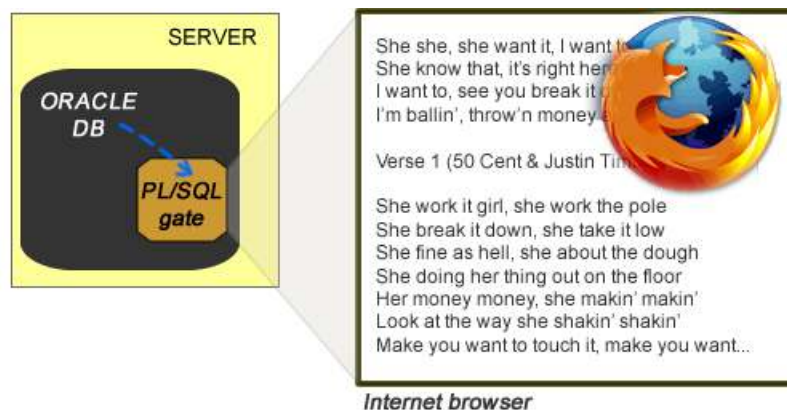 SERVER
ORACLE
DB
PL/SQL
gate
She she, she want it, I want
She know that, it's right
I want to, see you break it
I'm ballin', throw'n money
Verse 1 (50 Cent & Justin
She work it girl, she work the pole
She break it down, she take it low
She fine as hell, she about the dough
She doing her thing out on the floor
Her money money, she makin' makin'
Look at the way she shakin' shakin'
Make you want to touch it, make you want...
Internet browser